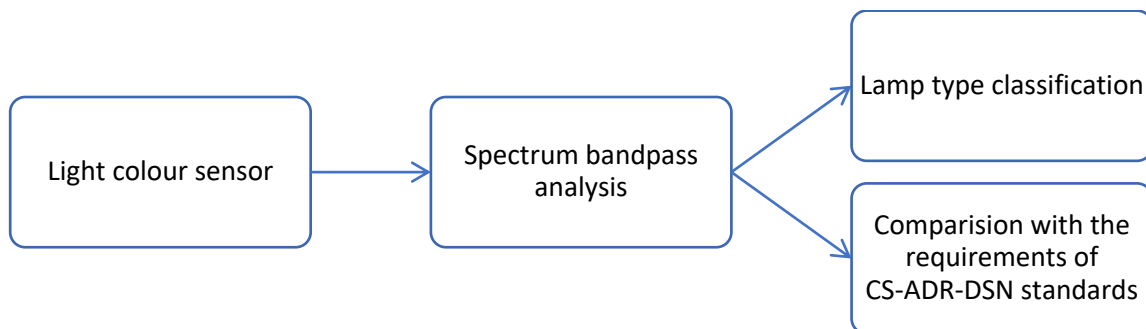 Light colour sensor
Spectrum bandpass
analysis
Lamp type classification
Comparision with the
requirements of
CS-ADR-DSN standards